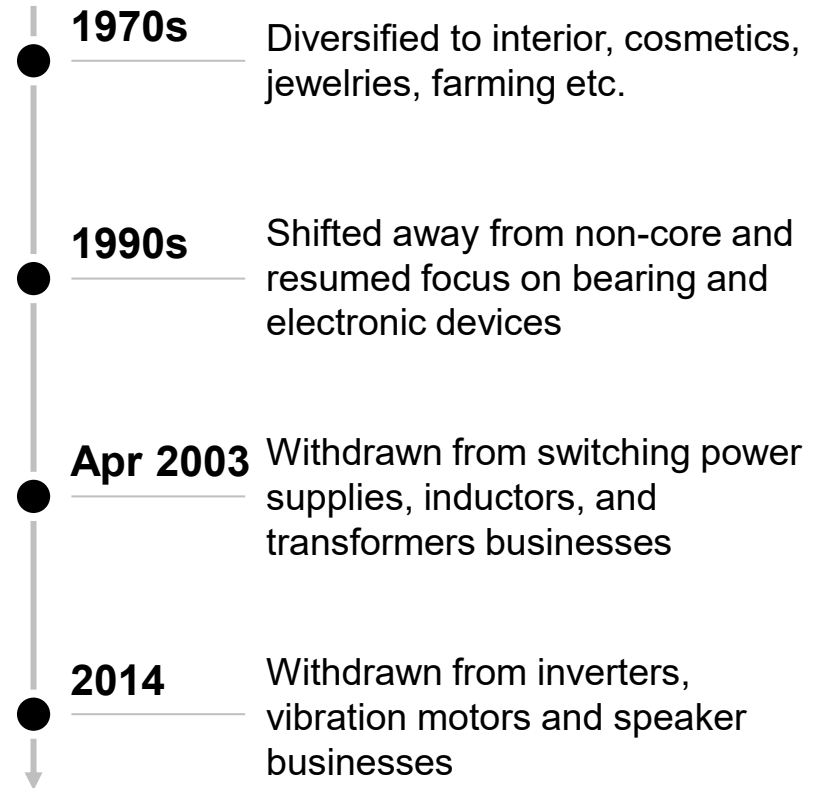 1970s
Diversified to interior, cosmetics,
jewelries, farming etc.
1990s
Shifted away from non-core and
resumed focus on bearing and
electronic devices
Apr 2003
Withdrawn from switching power
supplies, inductors, and
transformers businesses
2014
Withdrawn from inverters,
vibration motors and speaker
businesses